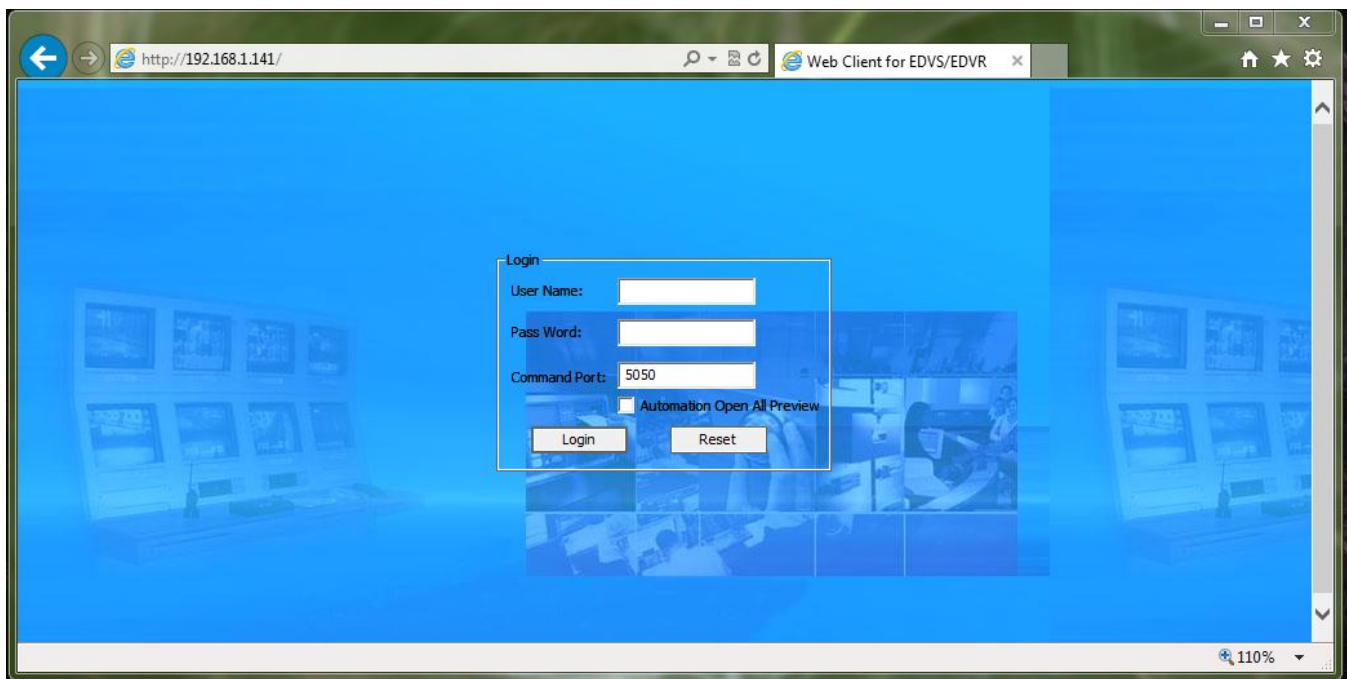 http://192.168.1.141/
Web Client for EDVS/EDVR
Login
User Name:
Pass Word:
Command Port: 5050
Automation Open All Preview
Login Reset
110%